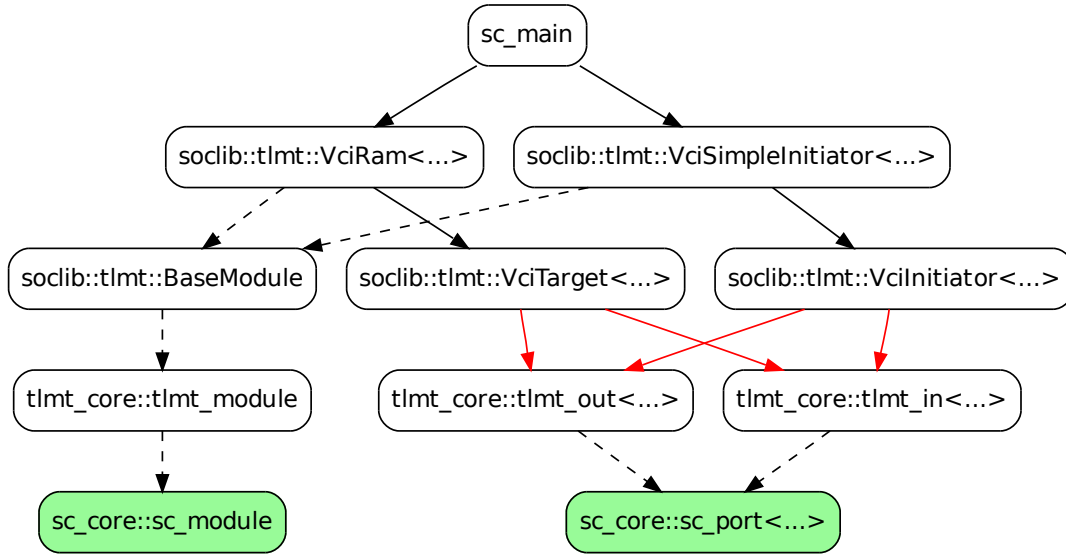 sc_main
soclib::tlmt::VciRam<...>
soclib::tlmt::VciSimpleInitiator<...>
soclib::tlmt::BaseModule
soclib::tlmt::VciTarget<...>
soclib::tlmt::VciInitiator<...>
tlmt_core::tlmt_module
tlmt_core::tlmt_out<...>
tlmt_core::tlmt_in<...>
sc_core::sc_module
sc_core::sc_port<...>